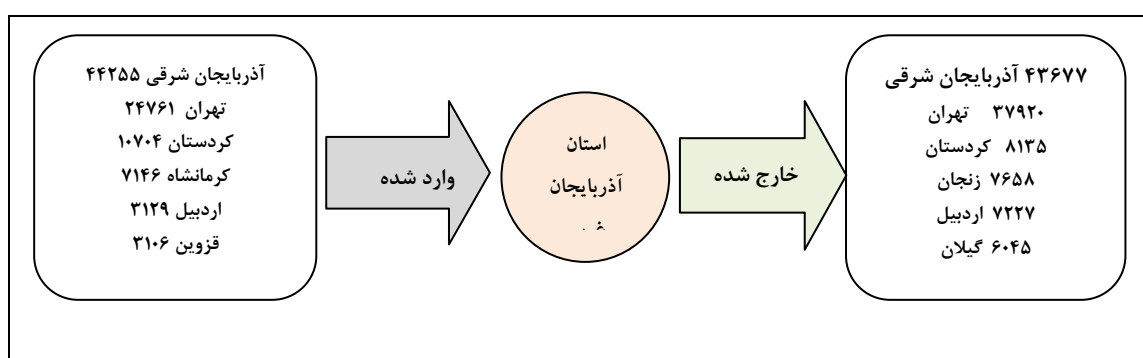 آذربایجان شرقی ۴۴۲۵۵
تهران ۲۴۷۶۱
کردستان ۱۰۷۰۴
کرمانشاه ۷۱۴۶
اردبیل ۳۱۲۹
قزوین ۳۱۰۶
وارد شده
استان
آذربایجان
خارج شده
۴۳۶۷۷ آذربایجان شرقی
۳۷۹۲۰ تهران
۸۱۳۵ کردستان
۷۶۵۸ زنجان
۷۲۲۷ اردبیل
۶۰۴۵ گیلان